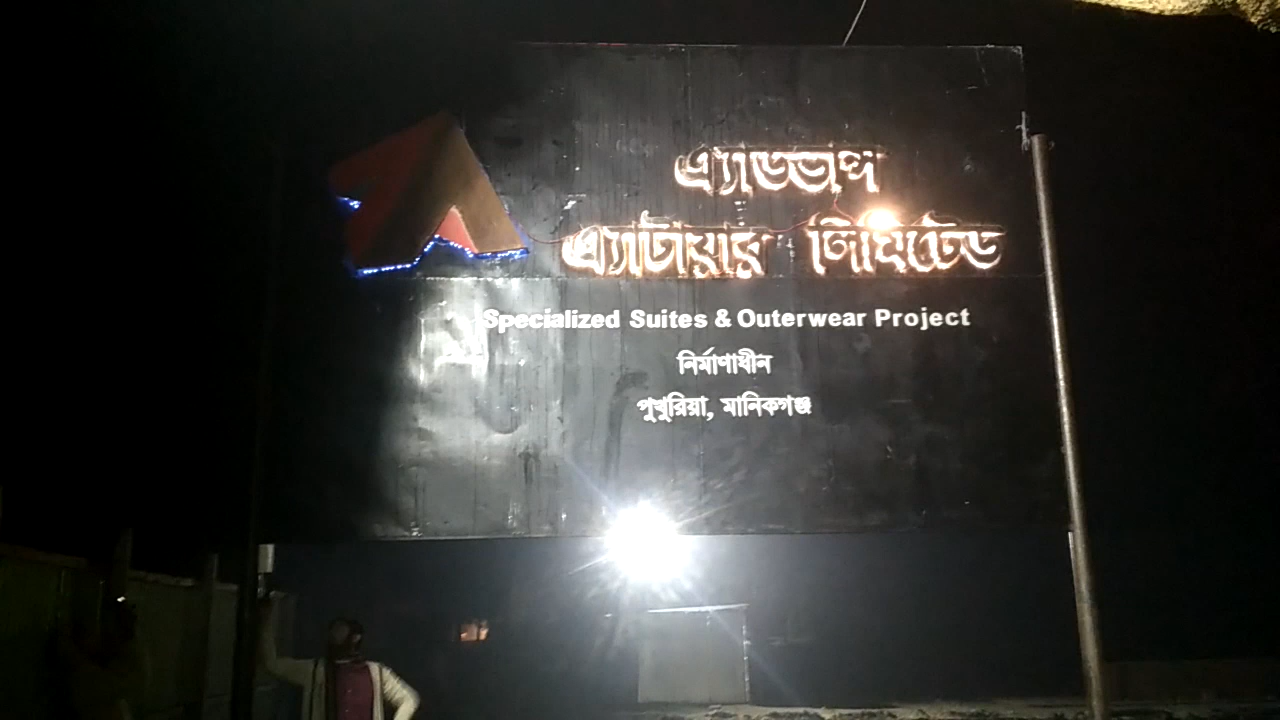 এ্যাডভান্স
এ্যাটায়ার লিমিটেড
Specialized Suites & Outerwear Project
নির্মাণাধীন
পুখুরিয়া, মানিকগঞ্জ